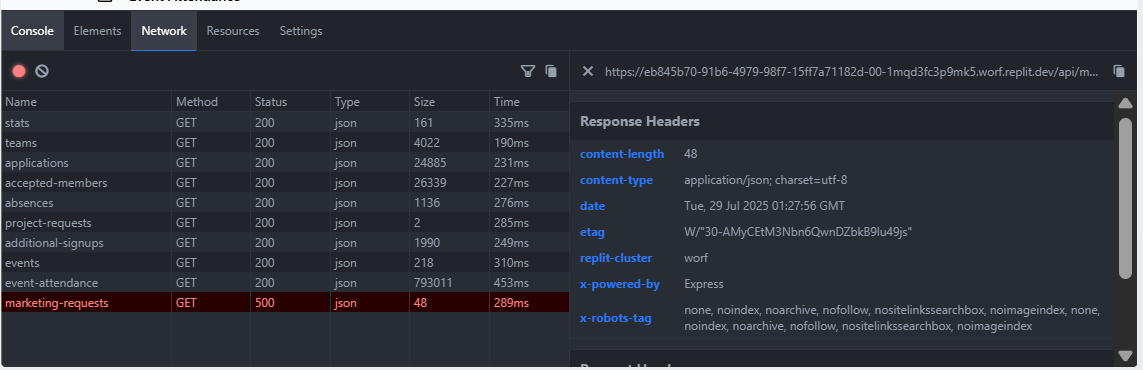 Event Attendance
Console Elements Network Resources Settings
https://eb845b70-91b6-4979-98f7-15ff7a71182d-00-1mqd3fc3p9mk5.worf.replit.dev/api/m...
Name Method Status Type Size Time
stats GET 200 json 161 335ms
teams GET 200 json 4022 190ms
applications GET 200 json 24885 231ms
accepted-members GET 200 json 26339 227ms
absences GET 200 json 1136 276ms
project-requests GET 200 json 2 285ms
additional-signups GET 200 json 1990 249ms
events GET 200 json 218 310ms
event-attendance GET 200 json 793011 453ms
marketing-requests GET 500 json 48 289ms
Response Headers
content-length 48
content-type application/json; charset=utf-8
date Tue, 29 Jul 2025 01:27:56 GMT
etag W/"30-AMyCEtM3Nbn6QwnDZbkB9lu49js"
replit-cluster worf
x-powered-by Express
x-robots-tag none, noindex, noarchive, nofollow, nositelinkssearchbox, noimageindex, none,
noindex, noarchive, nofollow, nositelinkssearchbox, noimageindex